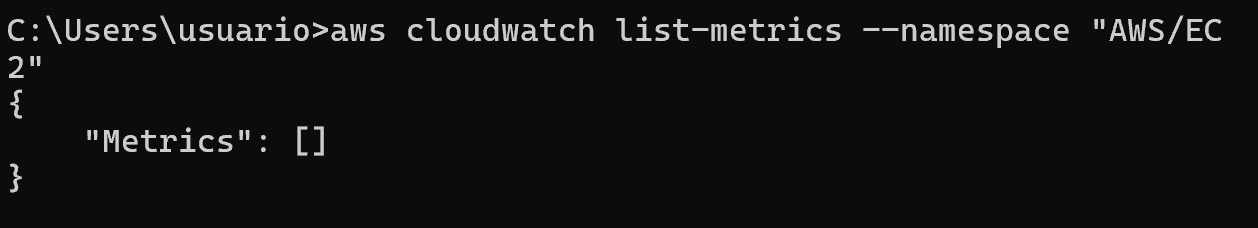 C:\Users\usuario>aws cloudwatch list-metrics --namespace "AWS/EC
2"
{
    "Metrics": []
}